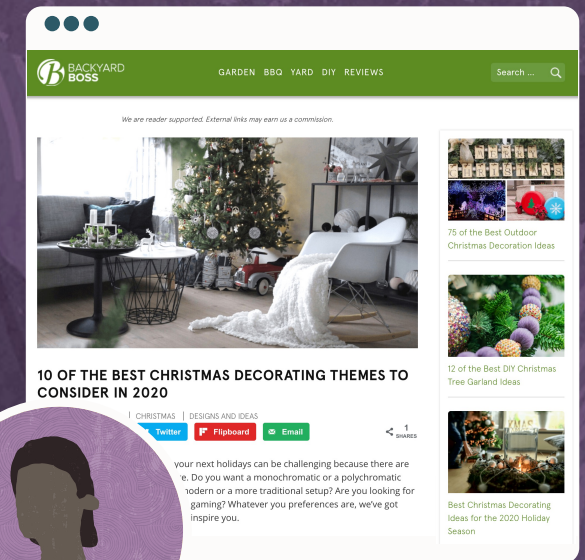 BACKYARD
BOSS
GARDEN BBQ YARD DIY REVIEWS
Search ...
We are reader supported. External links may earn us a commission.
10 OF THE BEST CHRISTMAS DECORATING THEMES TO
CONSIDER IN 2020
CHRISTMAS | DESIGNS AND IDEAS
Twitter
Flipboard
Email
1
SHARES
your next holidays can be challenging because there are
. Do you want a monochromatic or a polychromatic
or a more traditional setup? Are you looking for
gaming? Whatever you preferences are, we've got
inspire you.
MERRY
CHRISTMAS
75 of the Best Outdoor
Christmas Decoration Ideas
12 of the Best DIY Christmas
Tree Garland Ideas
Best Christmas Decorating
Ideas for the 2020 Holiday
Season